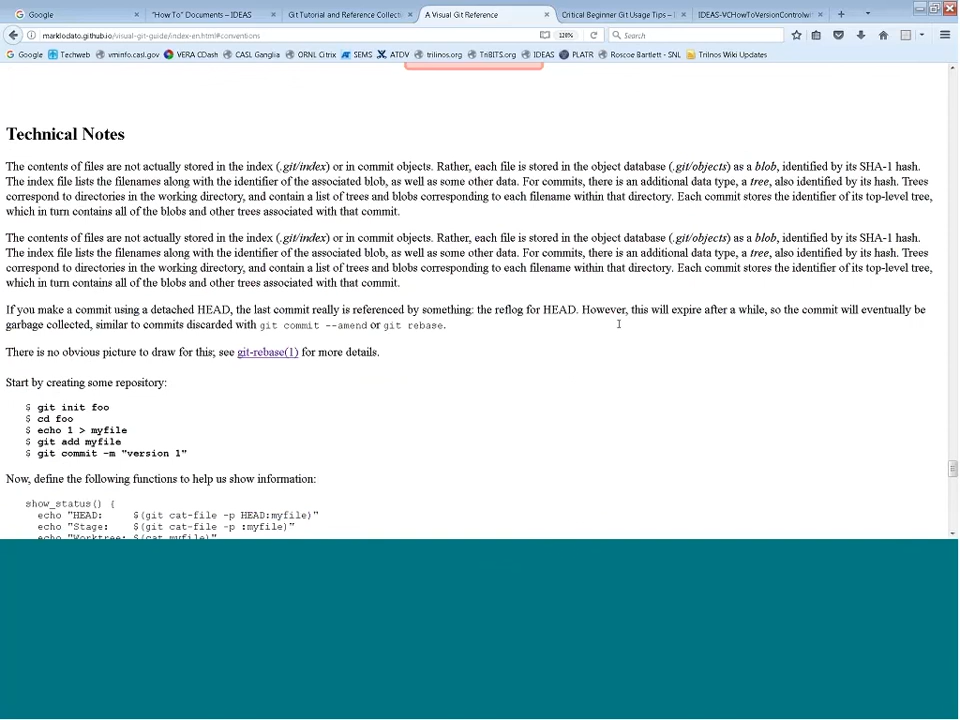 Google
"How To" Documents – IDEAS
Git Tutorial and Reference Collecti
A Visual Git Reference
Critical Beginner Git Usage Tips – I
IDEAS-VCHowToVersionControlwi
marklodato.github.io/visual-git-guide/index-en.html#conventions
120%
Search
Google
Techweb
vminfo.casl.gov
VERA CDash
CASL Ganglia
ORNL Citrix
SEMS
ATDV
trilinos.org
TriBITS.org
IDEAS
PLATR
Roscoe Bartlett - SNL
Trilnos Wiki Updates
Technical Notes
The contents of files are not actually stored in the index (.git/index) or in commit objects. Rather, each file is stored in the object database (.git/objects) as a blob, identified by its SHA-1 hash.
The index file lists the filenames along with the identifier of the associated blob, as well as some other data. For commits, there is an additional data type, a tree, also identified by its hash. Trees
correspond to directories in the working directory, and contain a list of trees and blobs corresponding to each filename within that directory. Each commit stores the identifier of its top-level tree,
which in turn contains all of the blobs and other trees associated with that commit.
The contents of files are not actually stored in the index (.git/index) or in commit objects. Rather, each file is stored in the object database (.git/objects) as a blob, identified by its SHA-1 hash.
The index file lists the filenames along with the identifier of the associated blob, as well as some other data. For commits, there is an additional data type, a tree, also identified by its hash. Trees
correspond to directories in the working directory, and contain a list of trees and blobs corresponding to each filename within that directory. Each commit stores the identifier of its top-level tree,
which in turn contains all of the blobs and other trees associated with that commit.
If you make a commit using a detached HEAD, the last commit really is referenced by something: the reflog for HEAD. However, this will expire after a while, so the commit will eventually be
garbage collected, similar to commits discarded with git commit --amend or git rebase.
There is no obvious picture to draw for this; see git-rebase(1) for more details.
Start by creating some repository:
$ git init foo
$ cd foo
$ echo 1 > myfile
$ git add myfile
$ git commit -m "version 1"
Now, define the following functions to help us show information:
show_status() {
echo "HEAD: $(git cat-file -p HEAD:myfile)"
echo "Stage: $(git cat-file -p :myfile)"
echo "Worktree: $(cat myfile)"